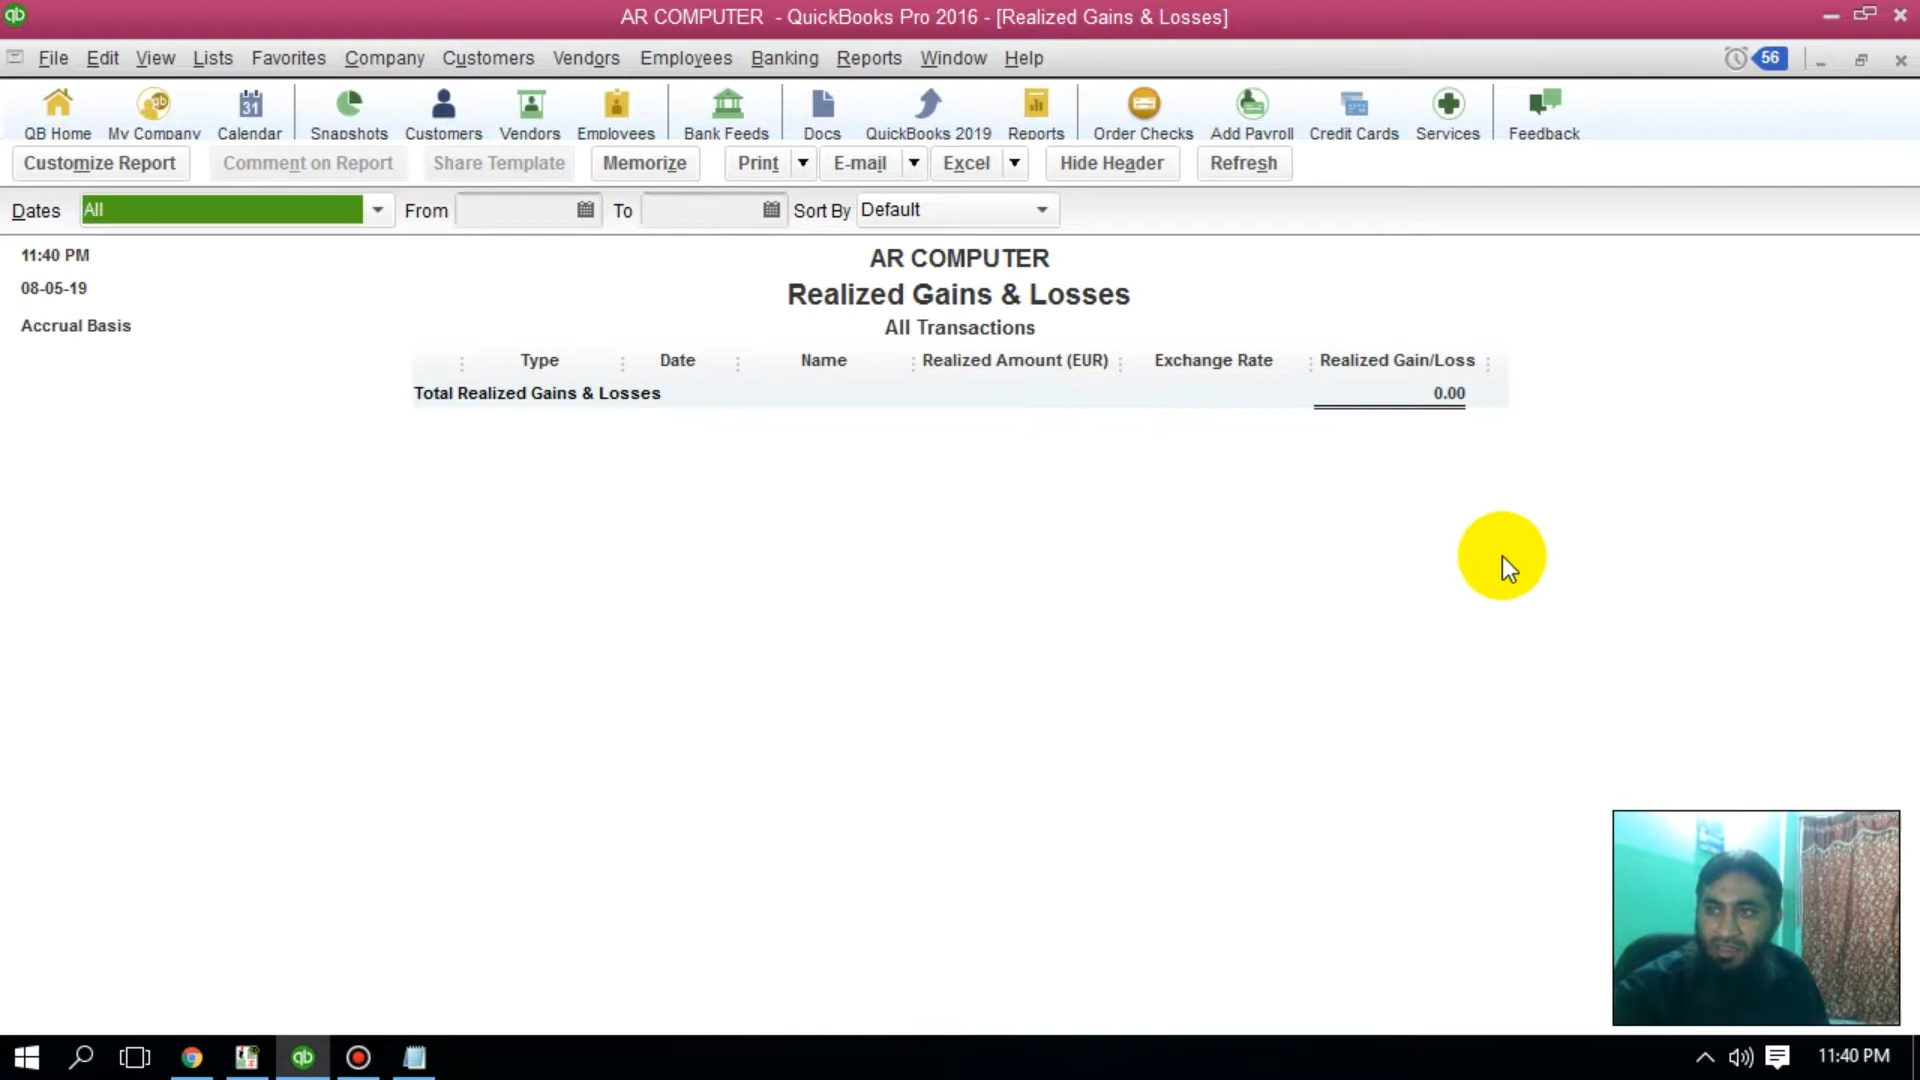 qb AR COMPUTER - QuickBooks Pro 2016 - [Realized Gains & Losses]
File Edit View Lists Favorites Company Customers Vendors Employees Banking Reports Window Help 56
31
QB Home My Company Calendar Snapshots Customers Vendors Employees Bank Feeds Docs QuickBooks 2019 Reports Order Checks Add Payroll Credit Cards Services Feedback
Customize Report Comment on Report Share Template Memorize Print E-mail Excel Hide Header Refresh
Dates All From To Sort By Default
11:40 PM
08-05-19
Accrual Basis
AR COMPUTER
Realized Gains & Losses
All Transactions
Type Date Name Realized Amount (EUR) Exchange Rate Realized Gain/Loss
Total Realized Gains & Losses 0.00
qb 11:40 PM